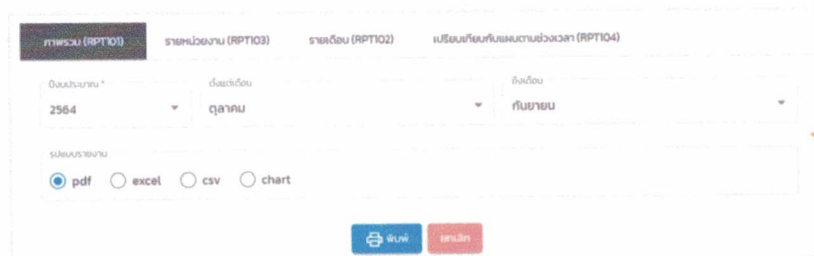 ภาพรวม (RPT101) รายหน่วยงาน (RPT103) รายเดือน (RPT102) เปรียบเทียบกับแผนตามช่วงเวลา (RPT104)
ปีงบประมาณ * ตั้งแต่เดือน ถึงเดือน
2564 ตุลาคม กันยายน
รูปแบบรายงาน
pdf excel csv chart
พิมพ์ ยกเลิก